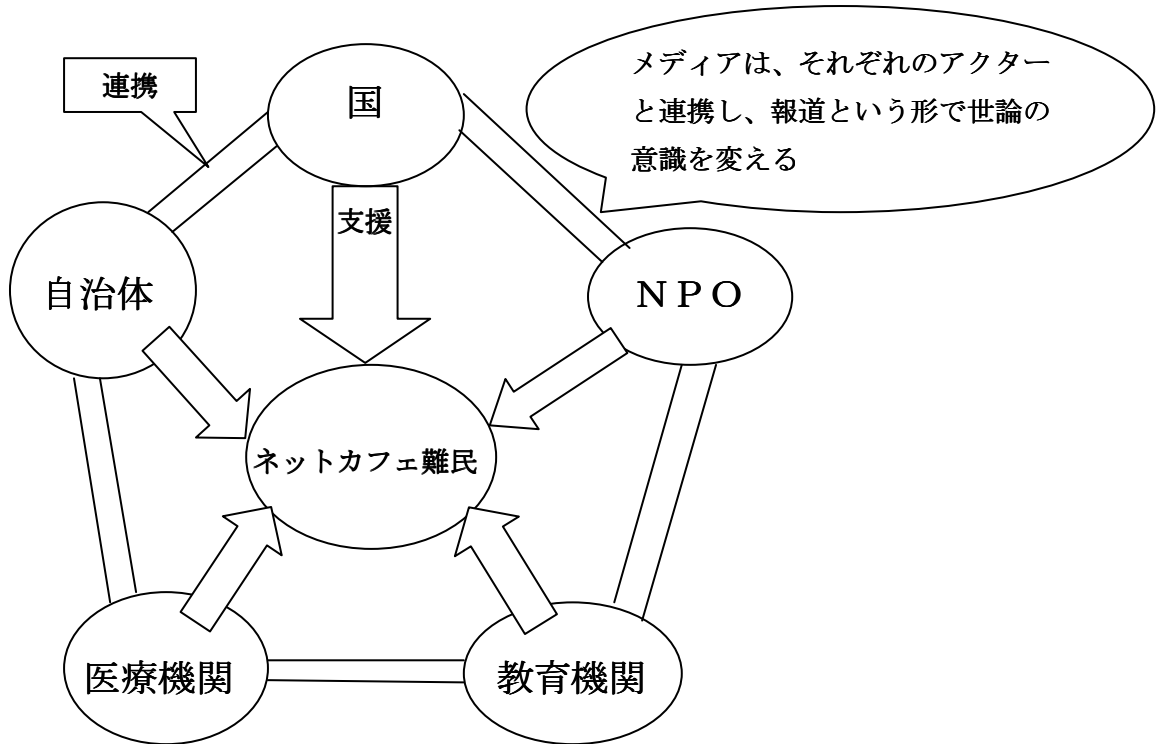 メディアは、それぞれのアクター
と連携し、報道という形で世論の
意識を変える
連携
国
支援
自治体
ＮＰＯ
ネットカフェ難民
医療機関
教育機関